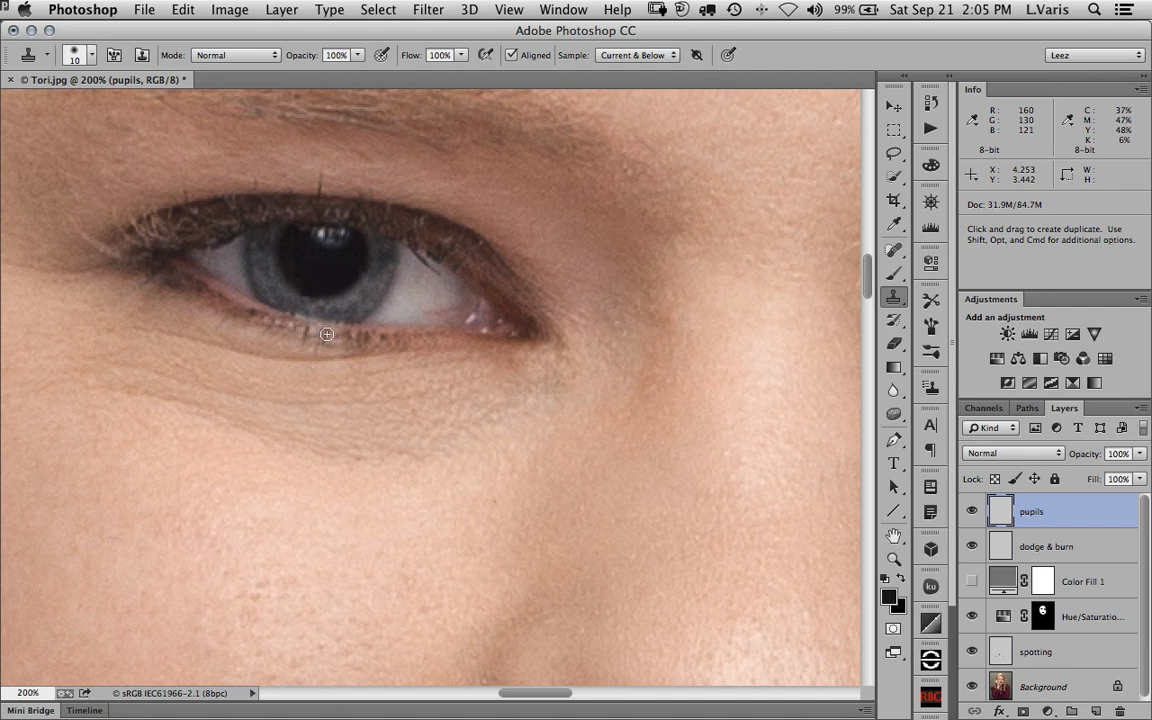 Photoshop File Edit Image Layer Type Select Filter 3D View Window Help 99% Sat Sep 21 2:05 PM L.Varis
Adobe Photoshop CC
10 Mode: Normal Opacity: 100% Flow: 100% Aligned Sample: Current & Below Leez
× © Tori.jpg @ 200% (pupils, RGB/8) *
Info
R: 160 C: 37%
G: 130 M: 47%
B: 121 Y: 48%
K: 6%
8-bit 8-bit
X: 4.253 W:
Y: 3.442 H:
Doc: 31.9M/84.7M
Click and drag to create duplicate. Use
Shift, Opt, and Cmd for additional options.
Adjustments
Add an adjustment
Channels Paths Layers
Kind
Normal Opacity: 100%
Lock: Fill: 100%
pupils
dodge & burn
Color Fill 1
Hue/Saturatio...
spotting
Background
ku
RBG
200% © sRGB IEC61966-2.1 (8bpc)
Mini Bridge Timeline